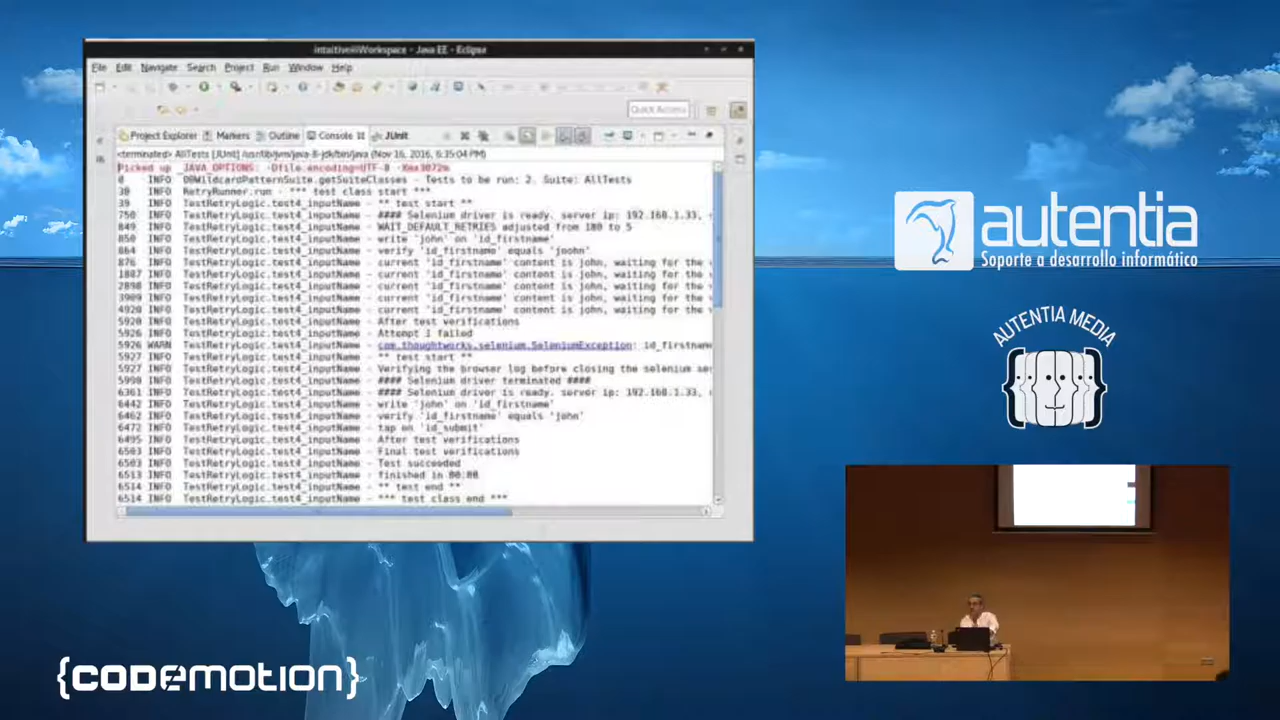 intuitiveWorkspace - Java EE - Eclipse
File Edit Navigate Search Project Run Window Help
Quick Access
Project Explorer Markers Outline Console JUnit
<terminated> AllTests [JUnit] /usr/lib/jvm/java-8-jdk/bin/java (Nov 16, 2016, 6:35:04 PM)
Picked up _JAVA_OPTIONS: -Dfile.encoding=UTF-8 -Xmx3072m
0 INFO DBWildcardPatternSuite.getSuiteClasses - Tests to be run: 2. Suite: AllTests
38 INFO RetryRunner.run - *** test class start ***
39 INFO TestRetryLogic.test4_inputName - ** test start **
750 INFO TestRetryLogic.test4_inputName - #### Selenium driver is ready. server ip: 192.168.1.33,
849 INFO TestRetryLogic.test4_inputName - WAIT_DEFAULT_RETRIES adjusted from 180 to 5
850 INFO TestRetryLogic.test4_inputName - write 'john' on 'id_firstname'
864 INFO TestRetryLogic.test4_inputName - verify 'id_firstname' equals 'joohn'
876 INFO TestRetryLogic.test4_inputName - current 'id_firstname' content is john, waiting for the
1887 INFO TestRetryLogic.test4_inputName - current 'id_firstname' content is john, waiting for the
2898 INFO TestRetryLogic.test4_inputName - current 'id_firstname' content is john, waiting for the
3909 INFO TestRetryLogic.test4_inputName - current 'id_firstname' content is john, waiting for the
4920 INFO TestRetryLogic.test4_inputName - current 'id_firstname' content is john, waiting for the
5920 INFO TestRetryLogic.test4_inputName - After test verifications
5926 INFO TestRetryLogic.test4_inputName - Attempt 1 failed
5926 WARN TestRetryLogic.test4_inputName - com.thoughtworks.selenium.SeleniumException: id_firstname
5927 INFO TestRetryLogic.test4_inputName - ** test start **
5927 INFO TestRetryLogic.test4_inputName - Verifying the browser log before closing the selenium se
5990 INFO TestRetryLogic.test4_inputName - #### Selenium driver terminated ####
6361 INFO TestRetryLogic.test4_inputName - #### Selenium driver is ready. server ip: 192.168.1.33,
6442 INFO TestRetryLogic.test4_inputName - write 'john' on 'id_firstname'
6462 INFO TestRetryLogic.test4_inputName - verify 'id_firstname' equals 'john'
6472 INFO TestRetryLogic.test4_inputName - tap on 'id_submit'
6495 INFO TestRetryLogic.test4_inputName - After test verifications
6503 INFO TestRetryLogic.test4_inputName - Final test verifications
6503 INFO TestRetryLogic.test4_inputName - Test succeeded
6513 INFO TestRetryLogic.test4_inputName - finished in 00:00
6514 INFO TestRetryLogic.test4_inputName - ** test end **
6514 INFO TestRetryLogic.test4_inputName - *** test class end ***
autentia
Soporte a desarrollo informático
AUTENTIA MEDIA
{CODEMOTION}